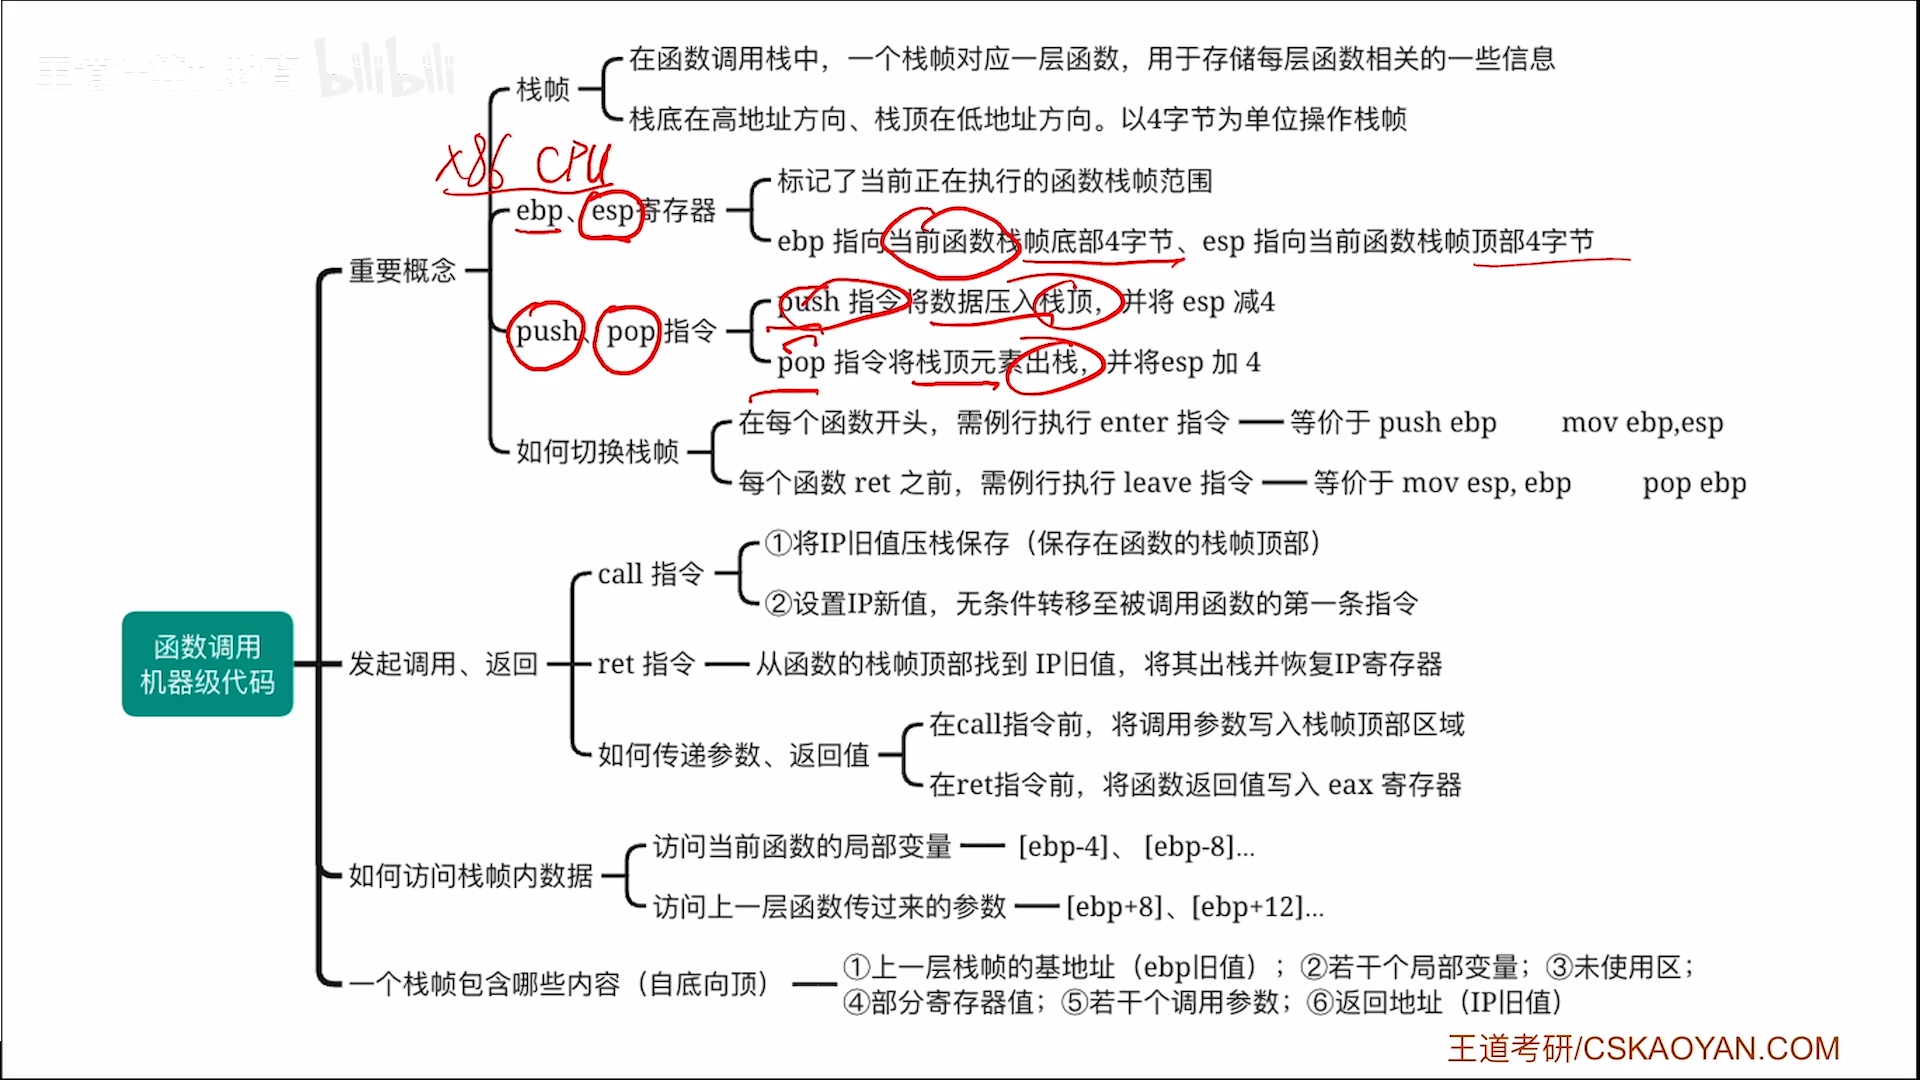 王道计算机教育 bilibili
栈帧
在函数调用栈中，一个栈帧对应一层函数，用于存储每层函数相关的一些信息
栈底在高地址方向、栈顶在低地址方向。以4字节为单位操作栈帧
x86 CPU
ebp、esp寄存器
标记了当前正在执行的函数栈帧范围
ebp 指向当前函数栈帧底部4字节、esp 指向当前函数栈帧顶部4字节
重要概念
push、pop 指令
push 指令将数据压入栈顶，并将 esp 减4
pop 指令将栈顶元素出栈，并将esp 加 4
如何切换栈帧
在每个函数开头，需例行执行 enter 指令
等价于 push ebp mov ebp,esp
每个函数 ret 之前，需例行执行 leave 指令
等价于 mov esp, ebp pop ebp
函数调用
机器级代码
发起调用、返回
call 指令
①将IP旧值压栈保存（保存在函数的栈帧顶部）
②设置IP新值，无条件转移至被调用函数的第一条指令
ret 指令
从函数的栈帧顶部找到 IP旧值，将其出栈并恢复IP寄存器
如何传递参数、返回值
在call指令前，将调用参数写入栈帧顶部区域
在ret指令前，将函数返回值写入 eax 寄存器
如何访问栈帧内数据
访问当前函数的局部变量
[ebp-4]、 [ebp-8]...
访问上一层函数传过来的参数
[ebp+8]、[ebp+12]...
一个栈帧包含哪些内容（自底向顶）
①上一层栈帧的基地址（ebp旧值）；②若干个局部变量；③未使用区；
④部分寄存器值；⑤若干个调用参数；⑥返回地址（IP旧值）
王道考研/CSKAOYAN.COM